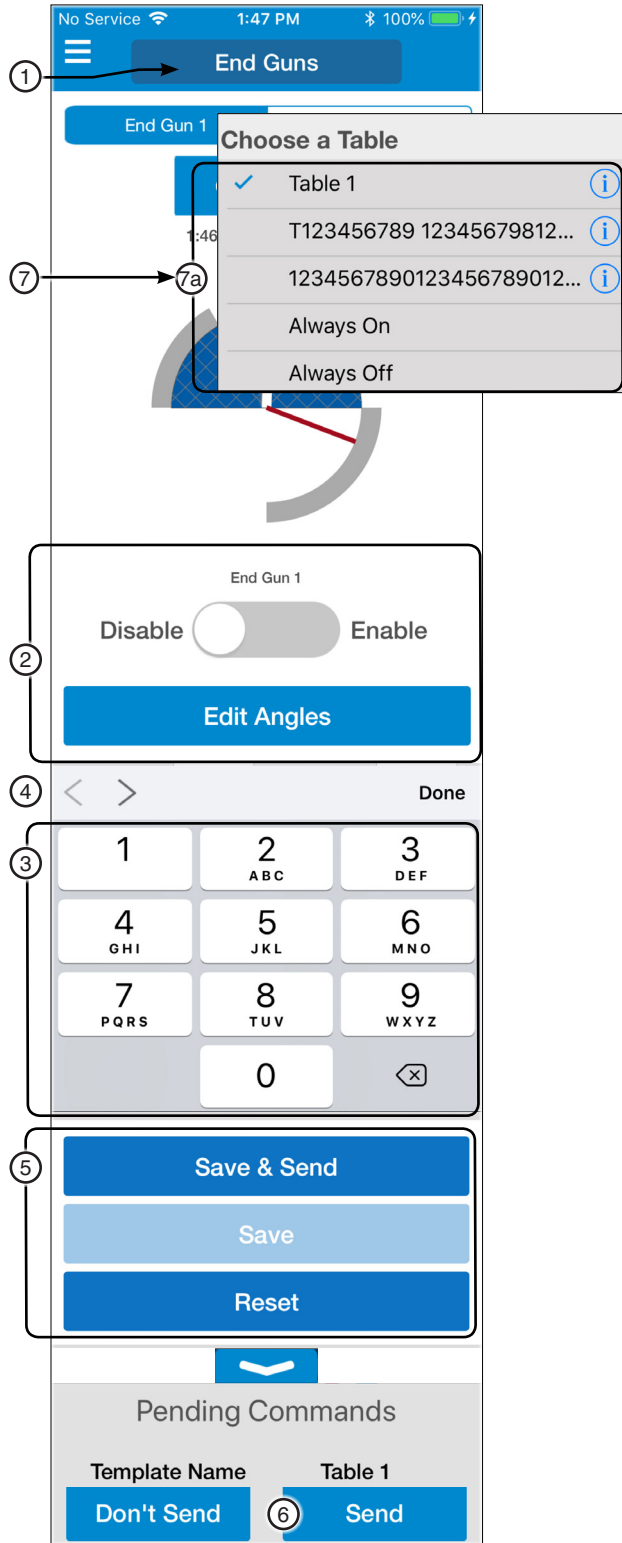 No Service 1:47 PM 100%
End Guns
1
End Gun 1
Choose a Table
Table 1
T123456789 12345679812...
1:46
7
7a
1234567890123456789012...
Always On
Always Off
End Gun 1
Disable Enable
2
Edit Angles
4
Done
3
1 2 3
ABC DEF
4 5 6
GHI JKL MNO
7 8 9
PQRS TUV WXYZ
0
5
Save & Send
Save
Reset
Pending Commands
Template Name Table 1
Don't Send 6 Send